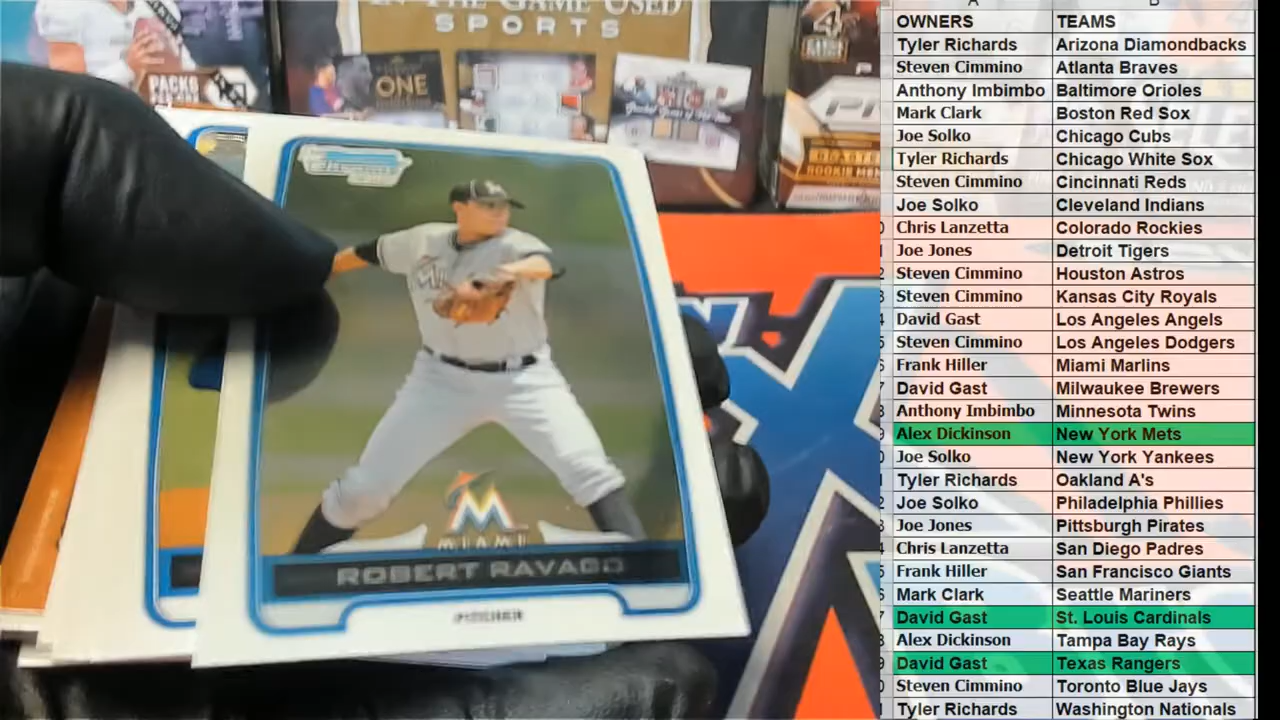 IN THE GAME USED
SPORTS
ONE
PACKS
MIAMI
ROBERT RAVAGO
PITCHER
A B
OWNERS TEAMS
Tyler Richards Arizona Diamondbacks
Steven Cimmino Atlanta Braves
Anthony Imbimbo Baltimore Orioles
Mark Clark Boston Red Sox
Joe Solko Chicago Cubs
Tyler Richards Chicago White Sox
Steven Cimmino Cincinnati Reds
Joe Solko Cleveland Indians
Chris Lanzetta Colorado Rockies
Joe Jones Detroit Tigers
Steven Cimmino Houston Astros
Steven Cimmino Kansas City Royals
David Gast Los Angeles Angels
Steven Cimmino Los Angeles Dodgers
Frank Hiller Miami Marlins
David Gast Milwaukee Brewers
Anthony Imbimbo Minnesota Twins
Alex Dickinson New York Mets
Joe Solko New York Yankees
Tyler Richards Oakland A's
Joe Solko Philadelphia Phillies
Joe Jones Pittsburgh Pirates
Chris Lanzetta San Diego Padres
Frank Hiller San Francisco Giants
Mark Clark Seattle Mariners
David Gast St. Louis Cardinals
Alex Dickinson Tampa Bay Rays
David Gast Texas Rangers
Steven Cimmino Toronto Blue Jays
Tyler Richards Washington Nationals